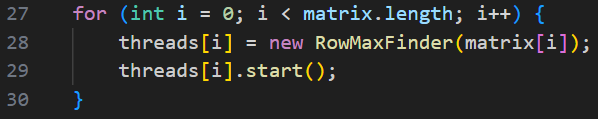 27 for (int i = 0; i < matrix.length; i++) {
28 threads[i] = new RowMaxFinder(matrix[i]);
29 threads[i].start();
30 }